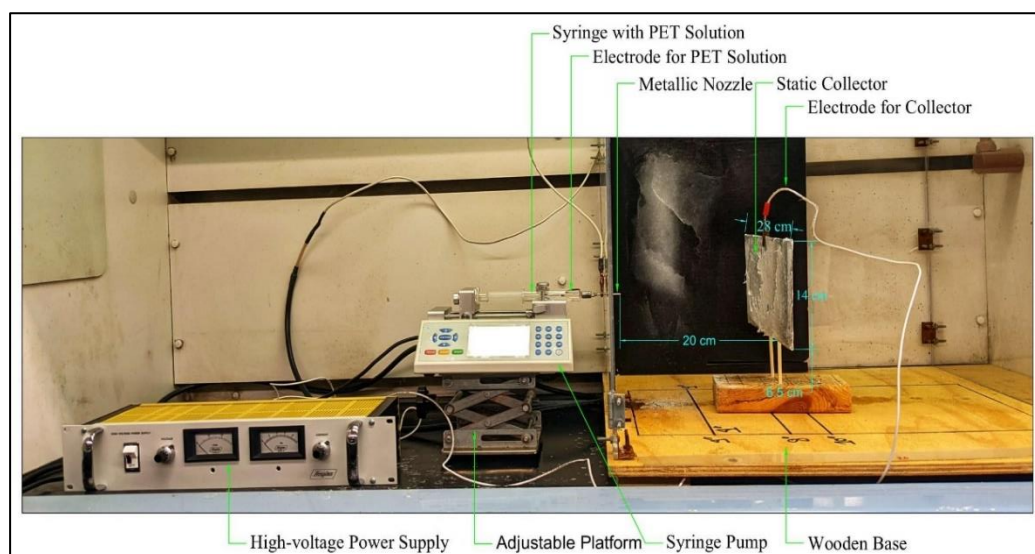 Syringe with PET Solution
Electrode for PET Solution
Metallic Nozzle
Static Collector
Electrode for Collector
28 cm
14 cm
20 cm
6.5 cm
High-voltage Power Supply
Adjustable Platform
Syringe Pump
Wooden Base